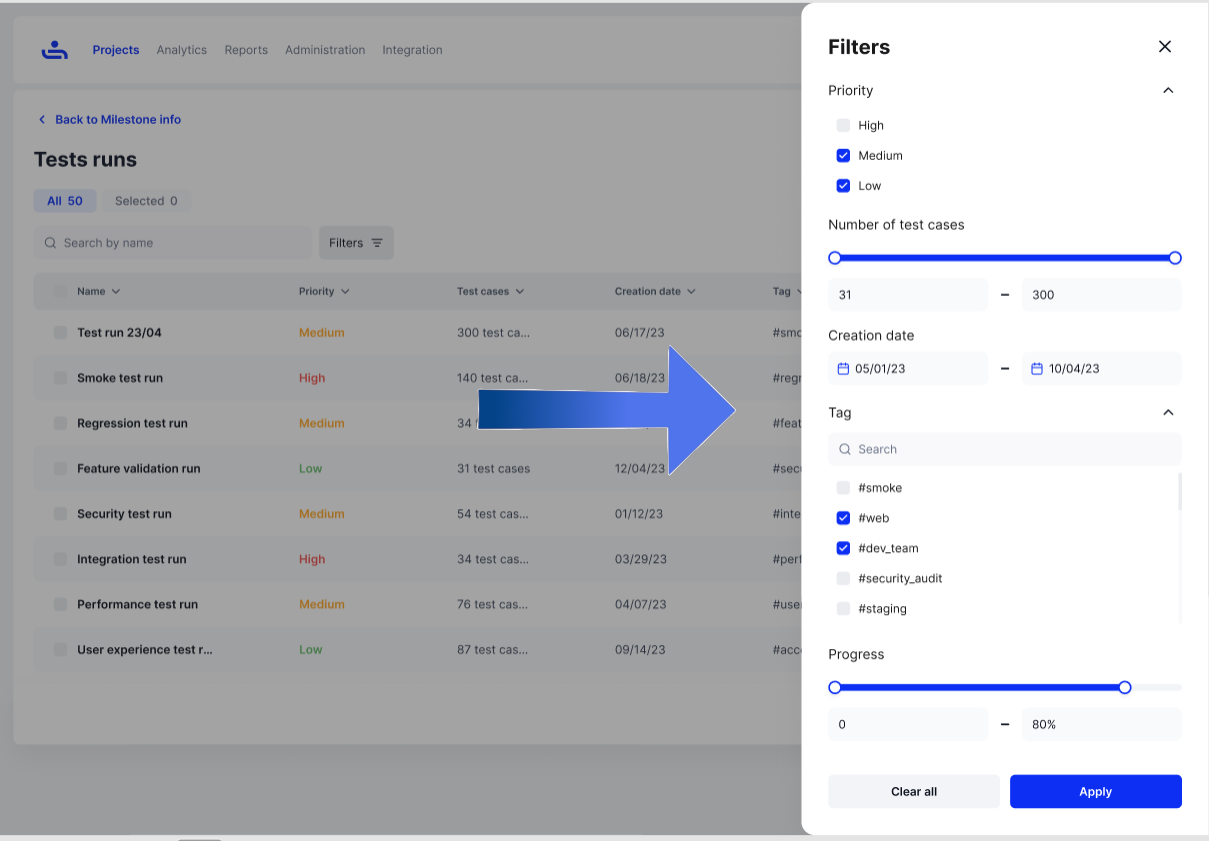 Projects Analytics Reports Administration Integration
Back to Milestone info
Tests runs
All 50 Selected 0
Search by name Filters
Name Priority Test cases Creation date Tag
Test run 23/04 Medium 300 test ca... 06/17/23 #smo
Smoke test run High 140 test ca... 06/18/23 #regr
Regression test run Medium 34 #feat
Feature validation run Low 31 test cases 12/04/23 #sec
Security test run Medium 54 test cas... 01/12/23 #inte
Integration test run High 34 test cas... 03/29/23 #perf
Performance test run Medium 76 test cas... 04/07/23 #use
User experience test r... Low 87 test cas... 09/14/23 #acc
Filters
Priority
High
Medium
Low
Number of test cases
31 – 300
Creation date
05/01/23 – 10/04/23
Tag
Search
#smoke
#web
#dev_team
#security_audit
#staging
Progress
0 – 80%
Clear all Apply